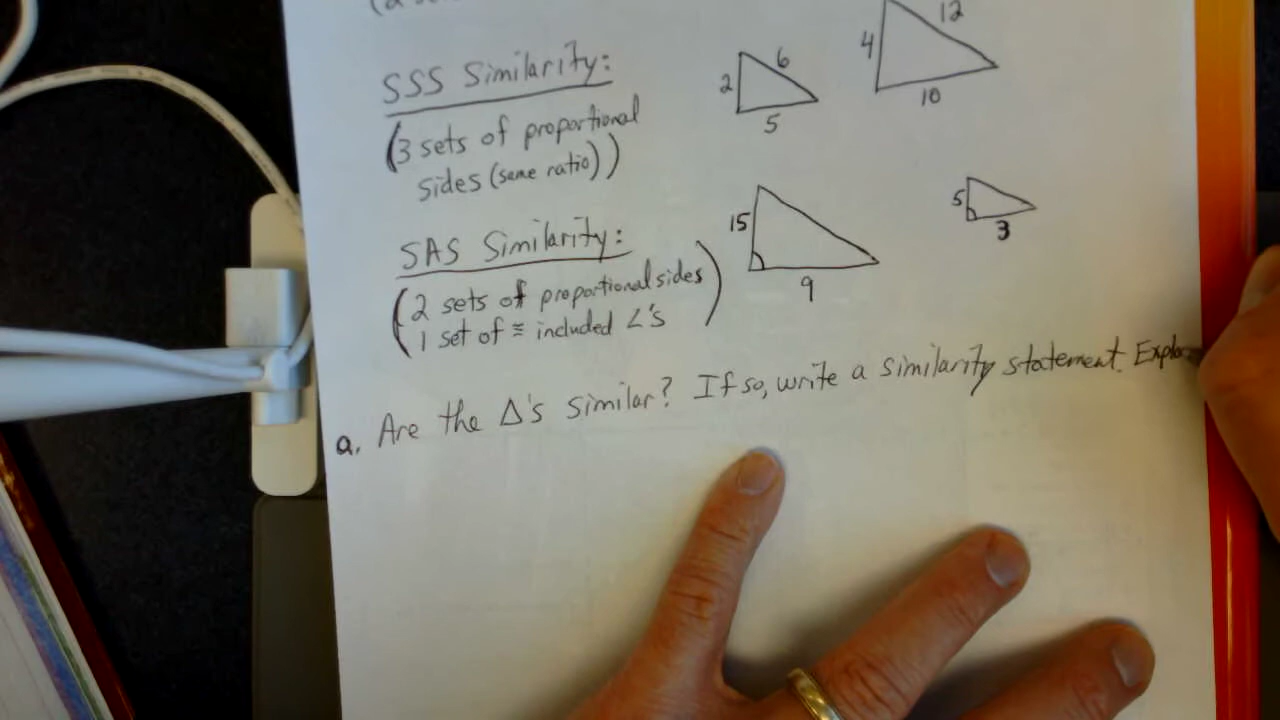 SSS Similarity:
(3 sets of proportional
sides (same ratio))
2 6 5
4 12 10
SAS Similarity:
(2 sets of proportional sides
1 set of ≅ included ∠'s)
15 9
5 3
a. Are the Δ's similar? If so, write a similarity statement. Expla